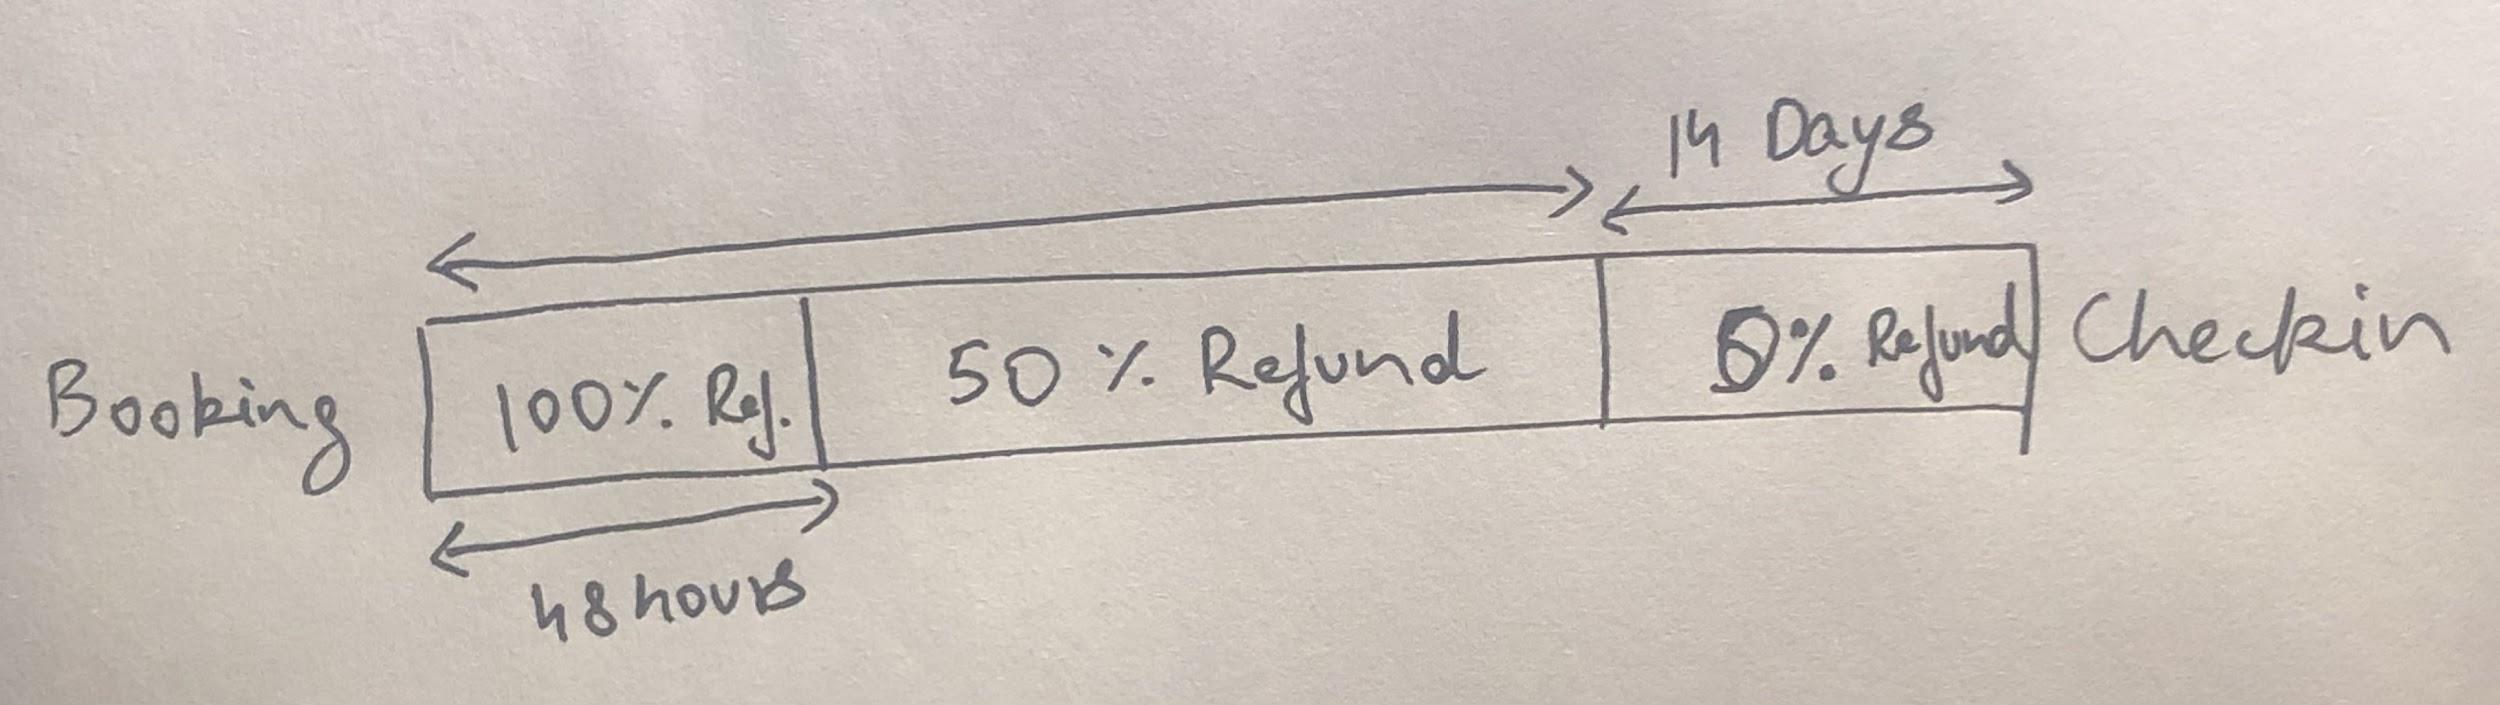 14 Days
Booking 100% Ref. 50% Refund 0% Refund Checkin
48 hours